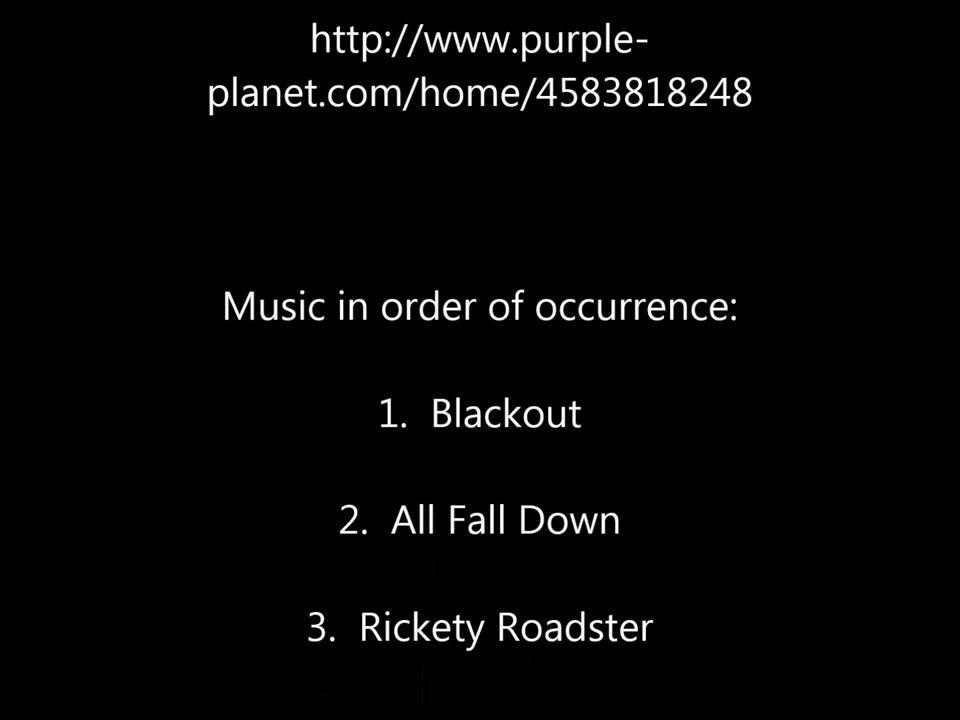 http://www.purple-
planet.com/home/4583818248
Music in order of occurrence:
1. Blackout
2. All Fall Down
3. Rickety Roadster